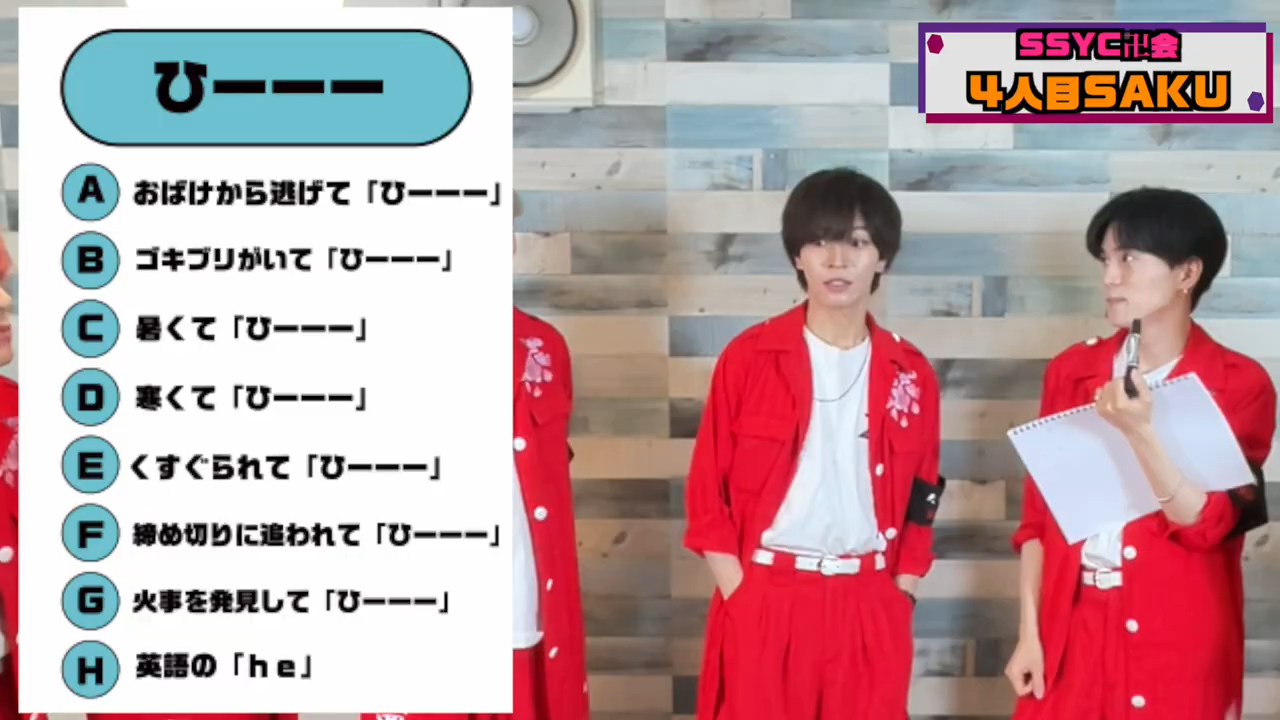 ひーーー
A おばけから逃げて「ひーーー」
B ゴキブリがいて「ひーーー」
C 暑くて「ひーーー」
D 寒くて「ひーーー」
E くすぐられて「ひーーー」
F 締め切りに追われて「ひーーー」
G 火事を発見して「ひーーー」
H 英語の「he」
SSYC卍会
4人目SAKU